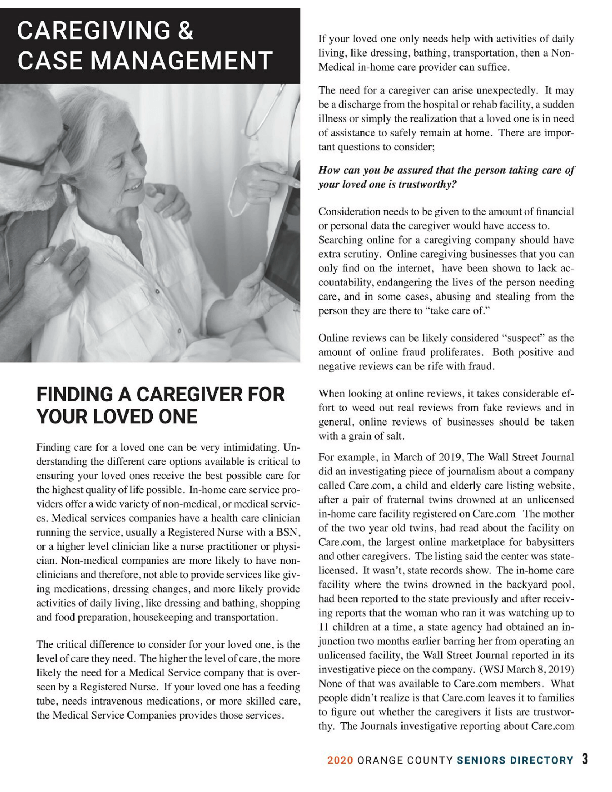 CAREGIVING &
CASE MANAGEMENT
FINDING A CAREGIVER FOR
YOUR LOVED ONE
Finding care for a loved one can be very intimidating. Un-
derstanding the different care options available is critical to
ensuring your loved ones receive the best possible care for
the highest quality of life possible. In-home care service pro-
viders offer a wide variety of non-medical, or medical servic-
es. Medical services companies have a health care clinician
running the service, usually a Registered Nurse with a BSN,
or a higher level clinician like a nurse practitioner or physi-
cian. Non-medical companies are more likely to have non-
clinicians and therefore, not able to provide services like giv-
ing medications, dressing changes, and more likely provide
activities of daily living, like dressing and bathing, shopping
and food preparation, housekeeping and transportation.
The critical difference to consider for your loved one, is the
level of care they need. The higher the level of care, the more
likely the need for a Medical Service company that is over-
seen by a Registered Nurse. If your loved one has a feeding
tube, needs intravenous medications, or more skilled care,
the Medical Service Companies provides those services.
If your loved one only needs help with activities of daily
living, like dressing, bathing, transportation, then a Non-
Medical in-home care provider can suffice.
The need for a caregiver can arise unexpectedly. It may
be a discharge from the hospital or rehab facility, a sudden
illness or simply the realization that a loved one is in need
of assistance to safely remain at home. There are impor-
tant questions to consider;
How can you be assured that the person taking care of
your loved one is trustworthy?
Consideration needs to be given to the amount of financial
or personal data the caregiver would have access to.
Searching online for a caregiving company should have
extra scrutiny. Online caregiving businesses that you can
only find on the internet, have been shown to lack ac-
countability, endangering the lives of the person needing
care, and in some cases, abusing and stealing from the
person they are there to “take care of.”
Online reviews can be likely considered “suspect” as the
amount of online fraud proliferates. Both positive and
negative reviews can be rife with fraud.
When looking at online reviews, it takes considerable ef-
fort to weed out real reviews from fake reviews and in
general, online reviews of businesses should be taken
with a grain of salt.
For example, in March of 2019, The Wall Street Journal
did an investigating piece of journalism about a company
called Care.com, a child and elderly care listing website,
after a pair of fraternal twins drowned at an unlicensed
in-home care facility registered on Care.com The mother
of the two year old twins, had read about the facility on
Care.com, the largest online marketplace for babysitters
and other caregivers. The listing said the center was state-
licensed. It wasn’t, state records show. The in-home care
facility where the twins drowned in the backyard pool,
had been reported to the state previously and after receiv-
ing reports that the woman who ran it was watching up to
11 children at a time, a state agency had obtained an in-
junction two months earlier barring her from operating an
unlicensed facility, the Wall Street Journal reported in its
investigative piece on the company. (WSJ March 8, 2019)
None of that was available to Care.com members. What
people didn’t realize is that Care.com leaves it to families
to figure out whether the caregivers it lists are trustwor-
thy. The Journals investigative reporting about Care.com
2020 ORANGE COUNTY SENIORS DIRECTORY 3